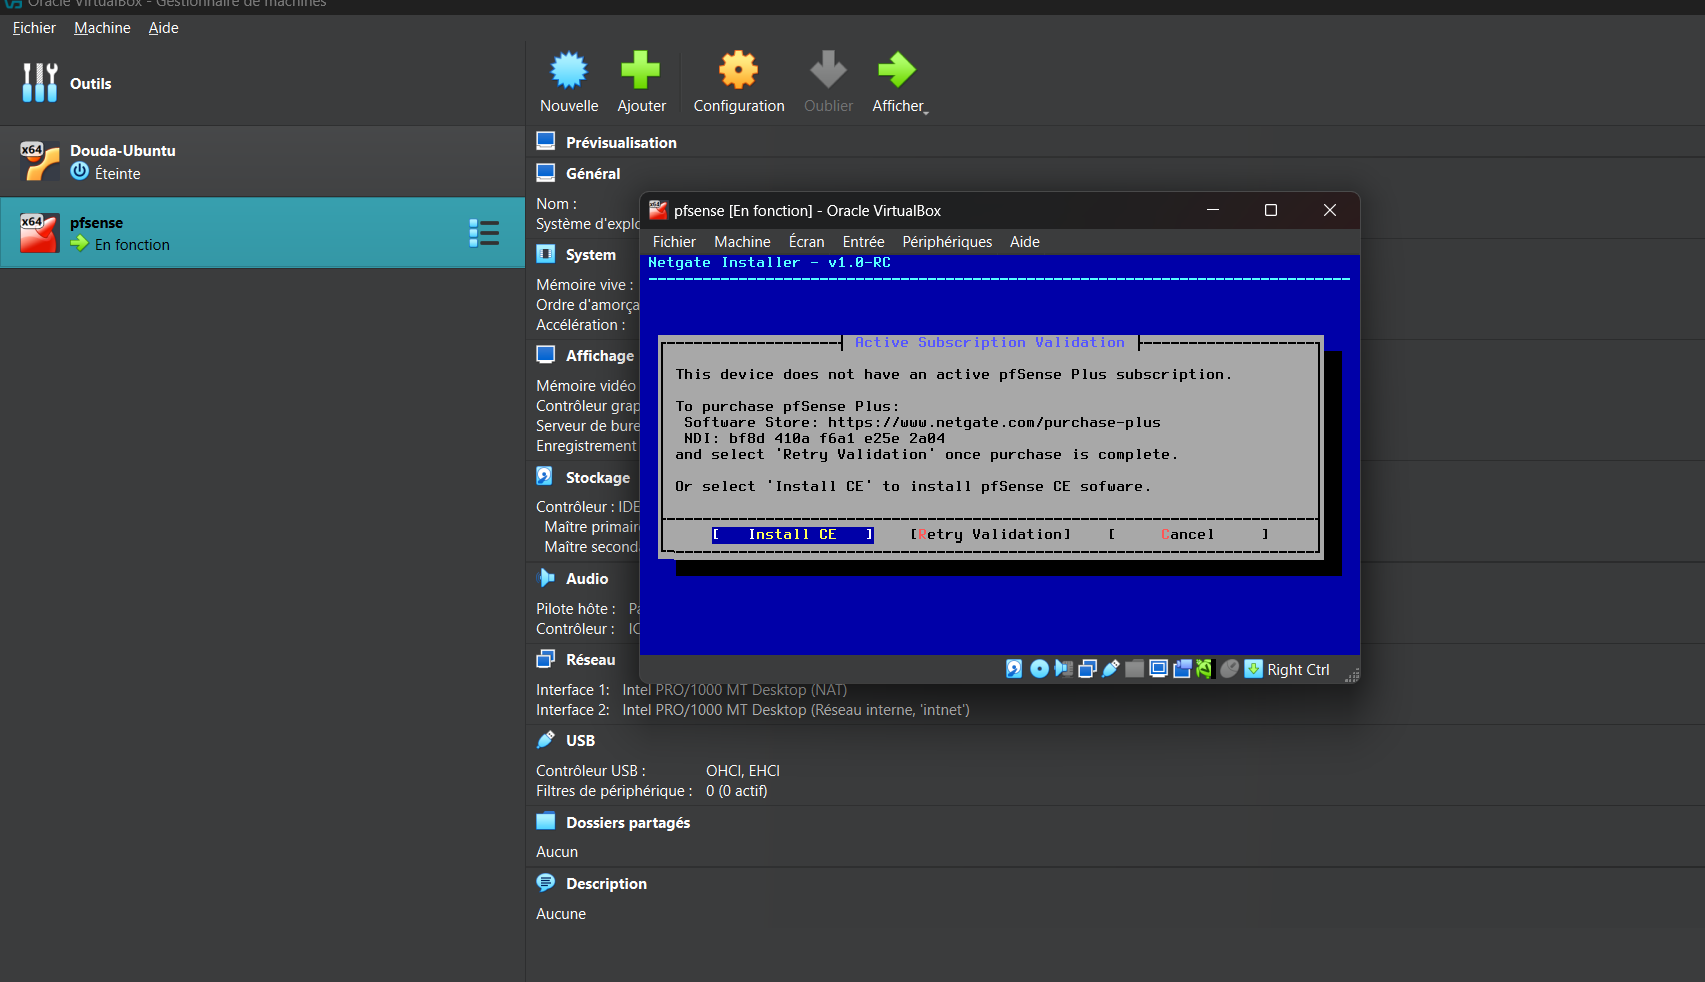 Oracle VirtualBox - Gestionnaire de machines
Fichier Machine Aide
Outils
Nouvelle Ajouter Configuration Oublier Afficher
x64 Douda-Ubuntu
Éteinte
x64 pfsense
En fonction
Prévisualisation
Général
Nom :
Système d'explo
System
Mémoire vive :
Ordre d'amorça
Accélération :
Affichage
Mémoire vidéo
Contrôleur grap
Serveur de bure
Enregistrement
Stockage
Contrôleur : IDE
Maître primair
Maître second
Audio
Pilote hôte : Pa
Contrôleur : IC
Réseau
Interface 1: Intel PRO/1000 MT Desktop (NAT)
Interface 2: Intel PRO/1000 MT Desktop (Réseau interne, 'intnet')
USB
Contrôleur USB : OHCI, EHCI
Filtres de périphérique : 0 (0 actif)
Dossiers partagés
Aucun
Description
Aucune
pfsense [En fonction] - Oracle VirtualBox
Fichier Machine Écran Entrée Périphériques Aide
Netgate Installer - v1.0-RC
Active Subscription Validation
This device does not have an active pfSense Plus subscription.
To purchase pfSense Plus:
Software Store: https://www.netgate.com/purchase-plus
NDI: bf8d 410a f6a1 e25e 2a04
and select 'Retry Validation' once purchase is complete.
Or select 'Install CE' to install pfSense CE sofware.
[ Install CE ] [Retry Validation] [ Cancel ]
Right Ctrl